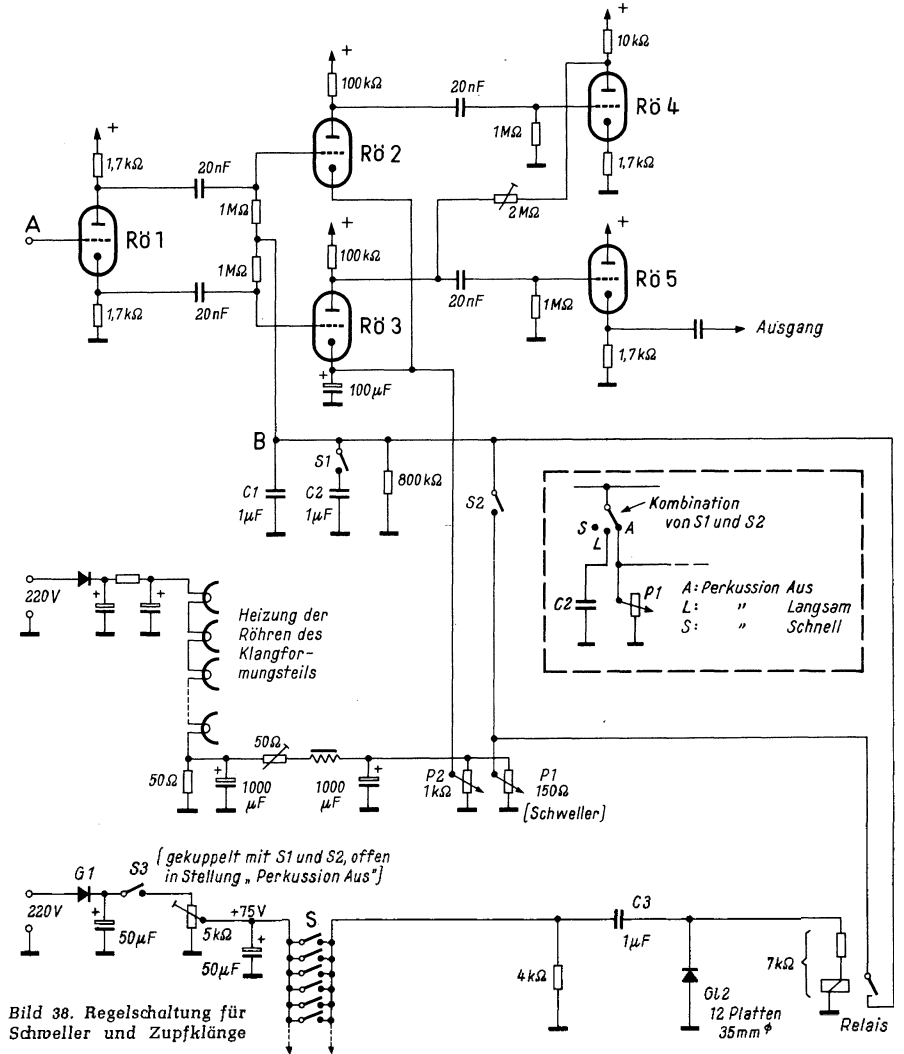 +
10kΩ
+
100kΩ
20nF
Rö 4
+
1,7kΩ
20nF
Rö 2
1MΩ
1,7kΩ
A
1MΩ
2MΩ
Rö 1
+
+
1MΩ
100kΩ
Rö 5
20nF
1MΩ
1,7kΩ
20nF
Rö 3
Ausgang
1,7kΩ
+
100µF
B
S1
800kΩ
S2
C1
C2
1µF
1µF
Kombination
von S1 und S2
S
A
L
P1
A: Perkussion Aus
C2
L: " Langsam
S: " Schnell
220V
+
+
Heizung der
Röhren des
Klangfor-
mungsteils
50Ω
50Ω
+
1000
µF
1000
µF
+
P2
1kΩ
P1
150Ω
[Schweller]
[gekuppelt mit S1 und S2, offen
in Stellung „Perkussion Aus"]
G1
S3
220V
+
50µF
5kΩ
+75V
+
50µF
S
C3
1µF
4kΩ
7kΩ
Gl2
12 Platten
35mm ϕ
Relais
Bild 38. Regelschaltung für
Schweller und Zupfklänge